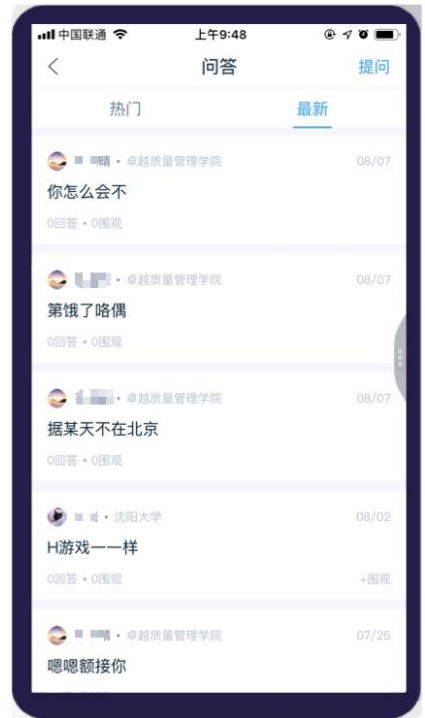 中国联通 上午9:48
问答 提问
热门 最新
晴 • 卓越质量管理学院 08/07
你怎么会不
0回答 • 0围观
• 卓越质量管理学院 08/07
第饿了咯偶
0回答 • 0围观
• 卓越质量管理学院 08/07
据某天不在北京
0回答 • 0围观
• 沈阳大学 08/02
H游戏一一样
0回答 • 0围观 +围观
晴 • 卓越质量管理学院 07/25
嗯嗯额接你